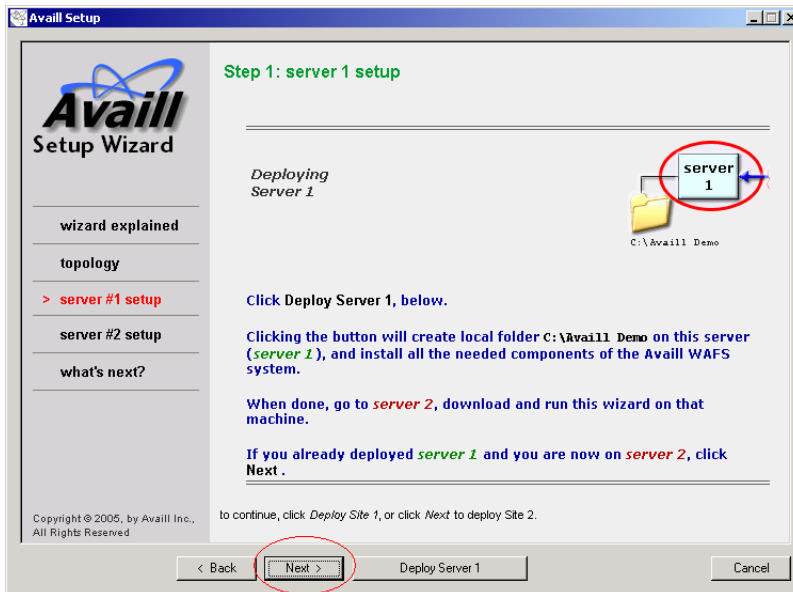 Availl Setup
Availl
Setup Wizard
wizard explained
topology
> server #1 setup
server #2 setup
what's next?
Copyright © 2005, by Availl Inc.,
All Rights Reserved
Step 1: server 1 setup
Deploying
Server 1
server
1
C:\Availl Demo
Click Deploy Server 1, below.
Clicking the button will create local folder C:\Availl Demo on this server
(server 1 ), and install all the needed components of the Availl WAFS
system.
When done, go to server 2, download and run this wizard on that
machine.
If you already deployed server 1 and you are now on server 2, click
Next .
to continue, click Deploy Site 1, or click Next to deploy Site 2.
< Back
Next >
Deploy Server 1
Cancel